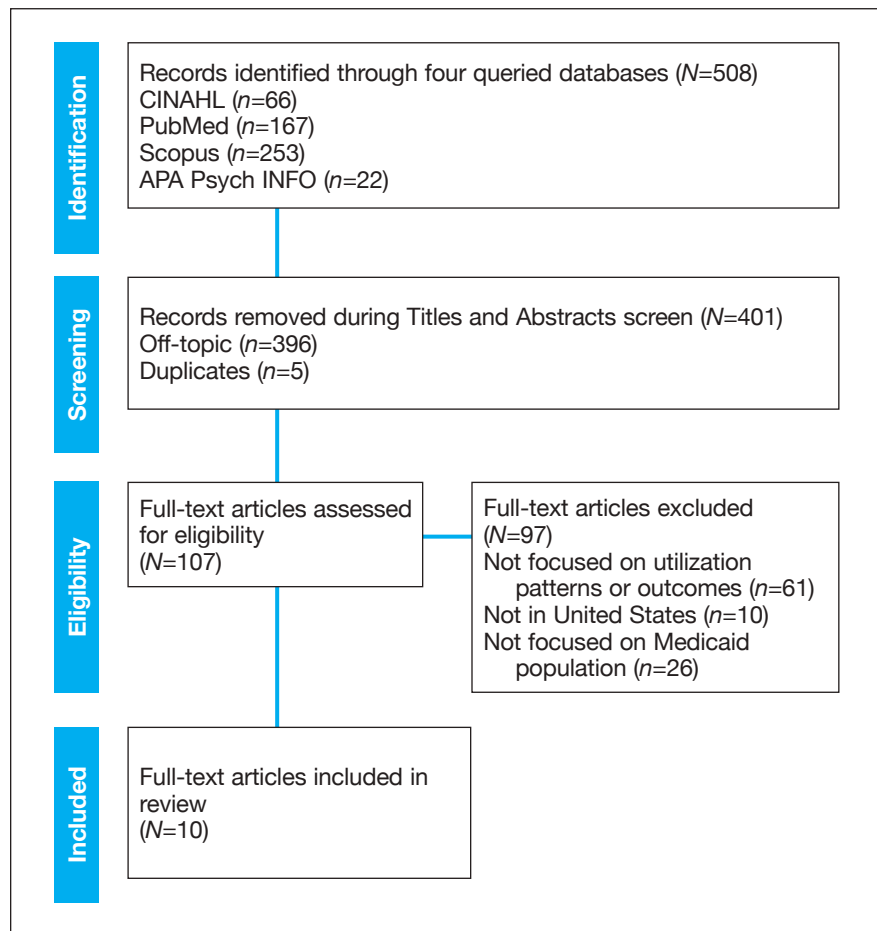 Identification
Records identified through four queried databases (N=508)
CINAHL (n=66)
PubMed (n=167)
Scopus (n=253)
APA Psych INFO (n=22)
Screening
Records removed during Titles and Abstracts screen (N=401)
Off-topic (n=396)
Duplicates (n=5)
Eligibility
Full-text articles assessed
for eligibility
(N=107)
Full-text articles excluded
(N=97)
Not focused on utilization
patterns or outcomes (n=61)
Not in United States (n=10)
Not focused on Medicaid
population (n=26)
Included
Full-text articles included in
review
(N=10)